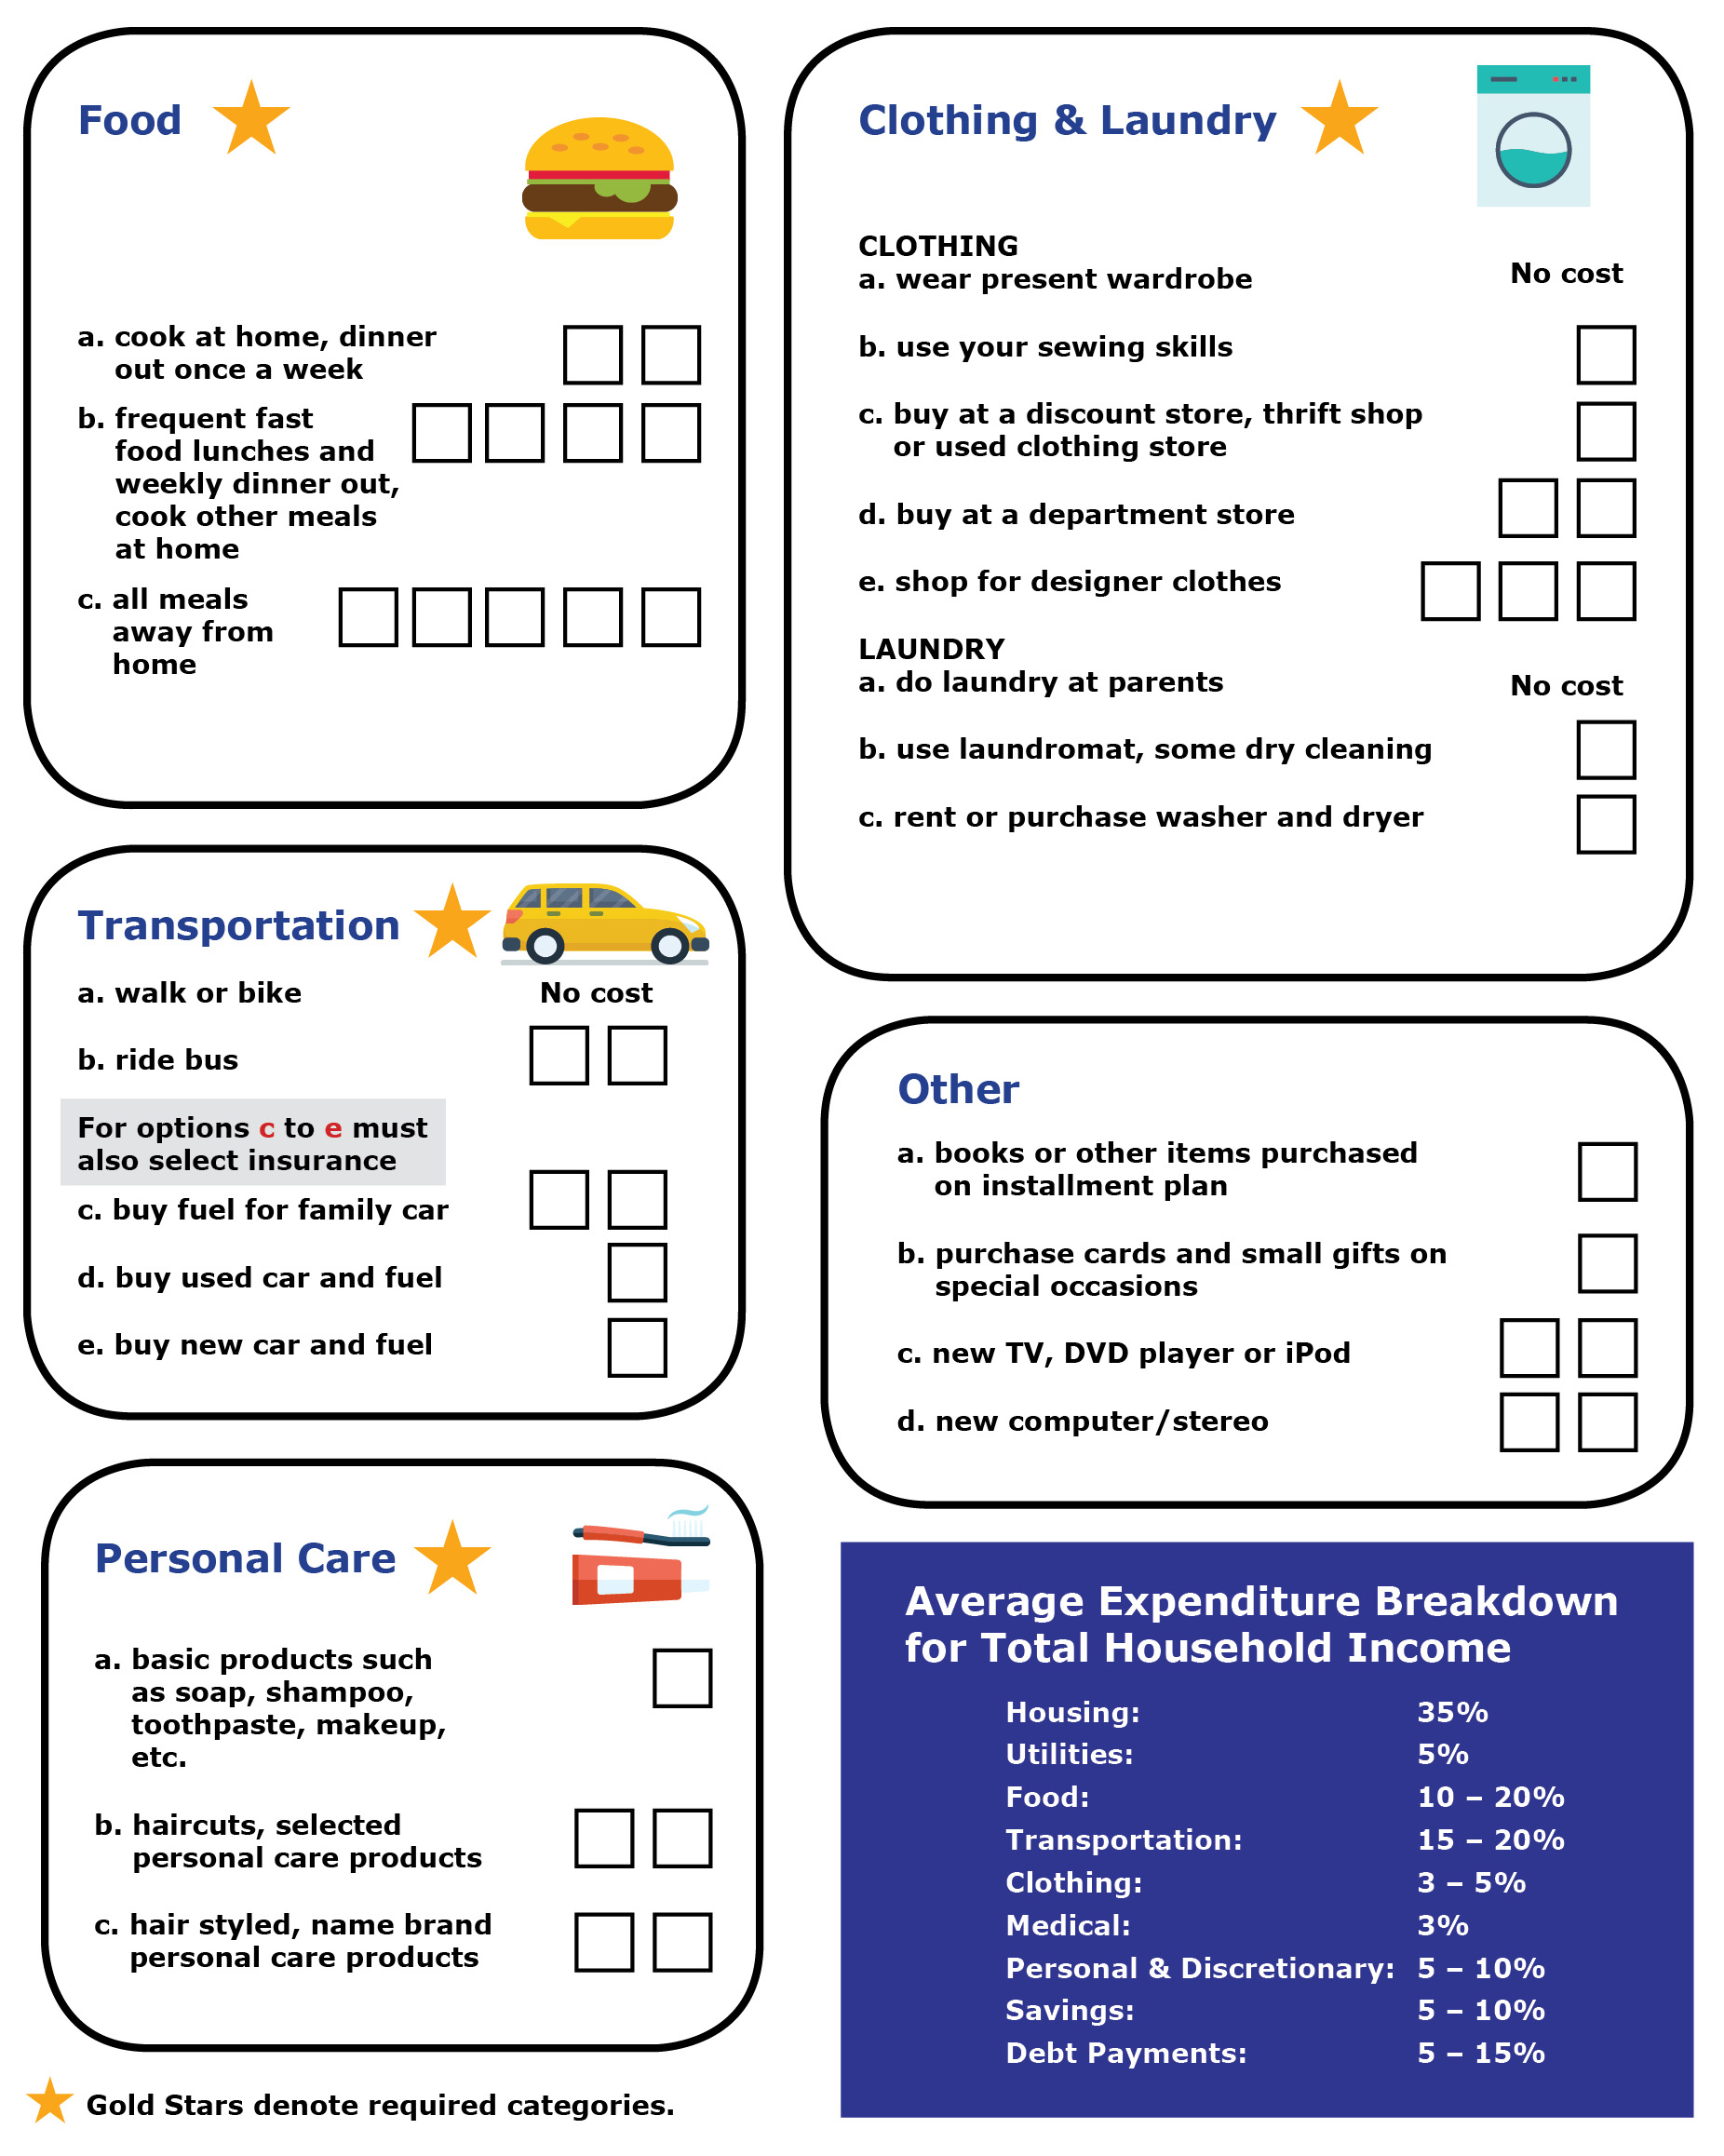 Food
a. cook at home, dinner
out once a week
b. frequent fast
food lunches and
weekly dinner out,
cook other meals
at home
c. all meals
away from
home
Transportation
a. walk or bike
No cost
b. ride bus
For options c to e must
also select insurance
c. buy fuel for family car
d. buy used car and fuel
e. buy new car and fuel
Personal Care
a. basic products such
as soap, shampoo,
toothpaste, makeup,
etc.
b. haircuts, selected
personal care products
c. hair styled, name brand
personal care products
Gold Stars denote required categories.
Clothing & Laundry
CLOTHING
a. wear present wardrobe
No cost
b. use your sewing skills
c. buy at a discount store, thrift shop
or used clothing store
d. buy at a department store
e. shop for designer clothes
LAUNDRY
a. do laundry at parents
No cost
b. use laundromat, some dry cleaning
c. rent or purchase washer and dryer
Other
a. books or other items purchased
on installment plan
b. purchase cards and small gifts on
special occasions
c. new TV, DVD player or iPod
d. new computer/stereo
Average Expenditure Breakdown
for Total Household Income
Housing: 35%
Utilities: 5%
Food: 10 – 20%
Transportation: 15 – 20%
Clothing: 3 – 5%
Medical: 3%
Personal & Discretionary: 5 – 10%
Savings: 5 – 10%
Debt Payments: 5 – 15%